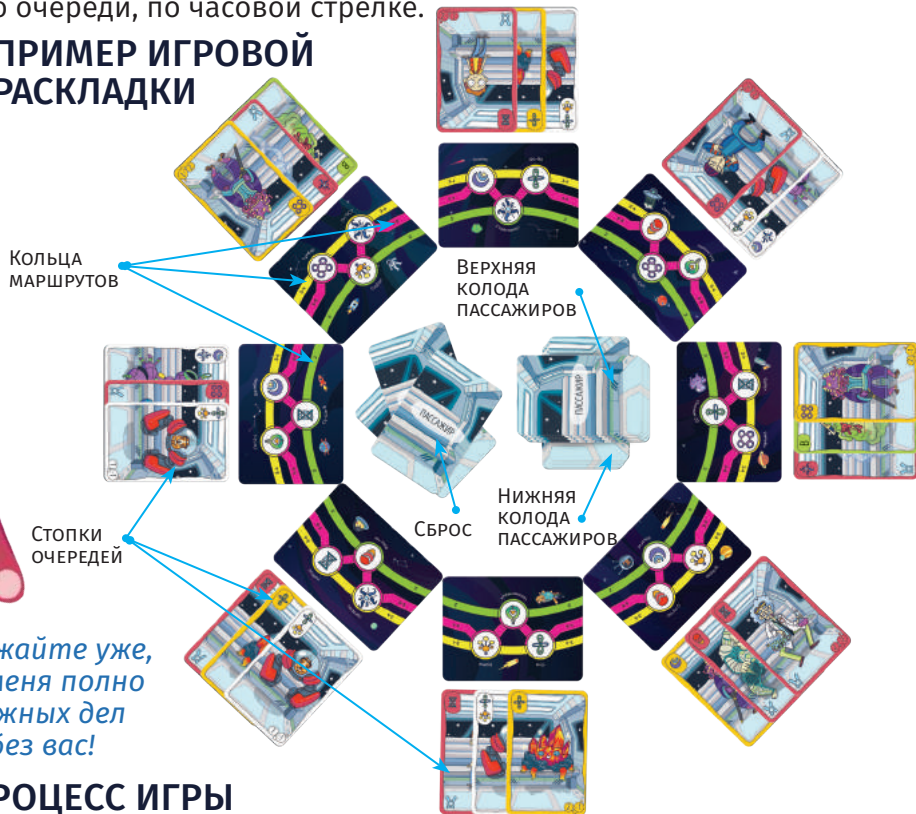 о очереди, по часовой стрелке.
ПРИМЕР ИГРОВОЙ
РАСКЛАДКИ
Кольца
маршрутов
Верхняя
колода
пассажиров
ПАССАЖИР
ПАССАЖИР
Стопки
очередей
Сброс
Нижняя
колода
пассажиров
жайте уже,
меня полно
жных дел
без вас!
РОЦЕСС ИГРЫ